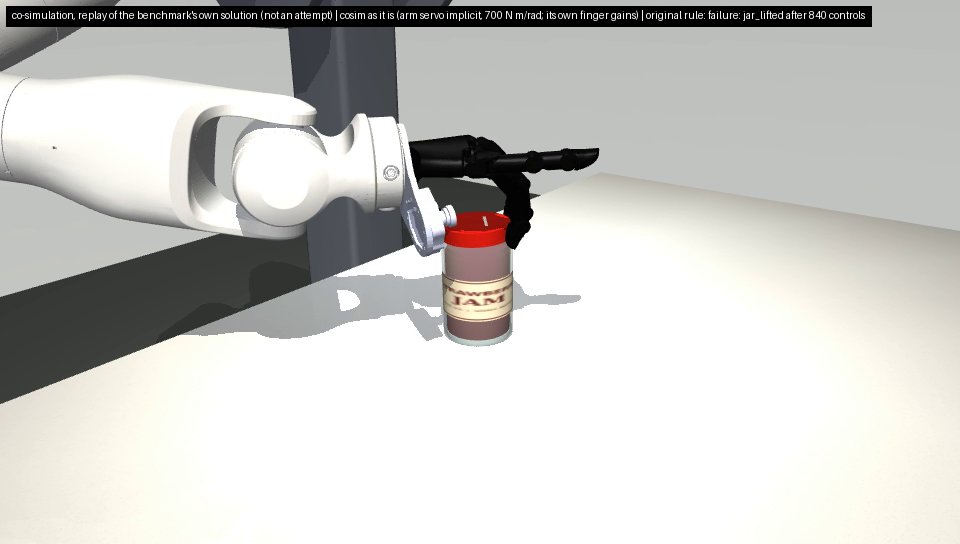 co-simulation, replay of the benchmark's own solution (not an attempt) | cosim as it is (arm servo implicit, 700 N m/rad; its own finger gains) | original rule: failure: jar_lifted after 840 controls
JAM